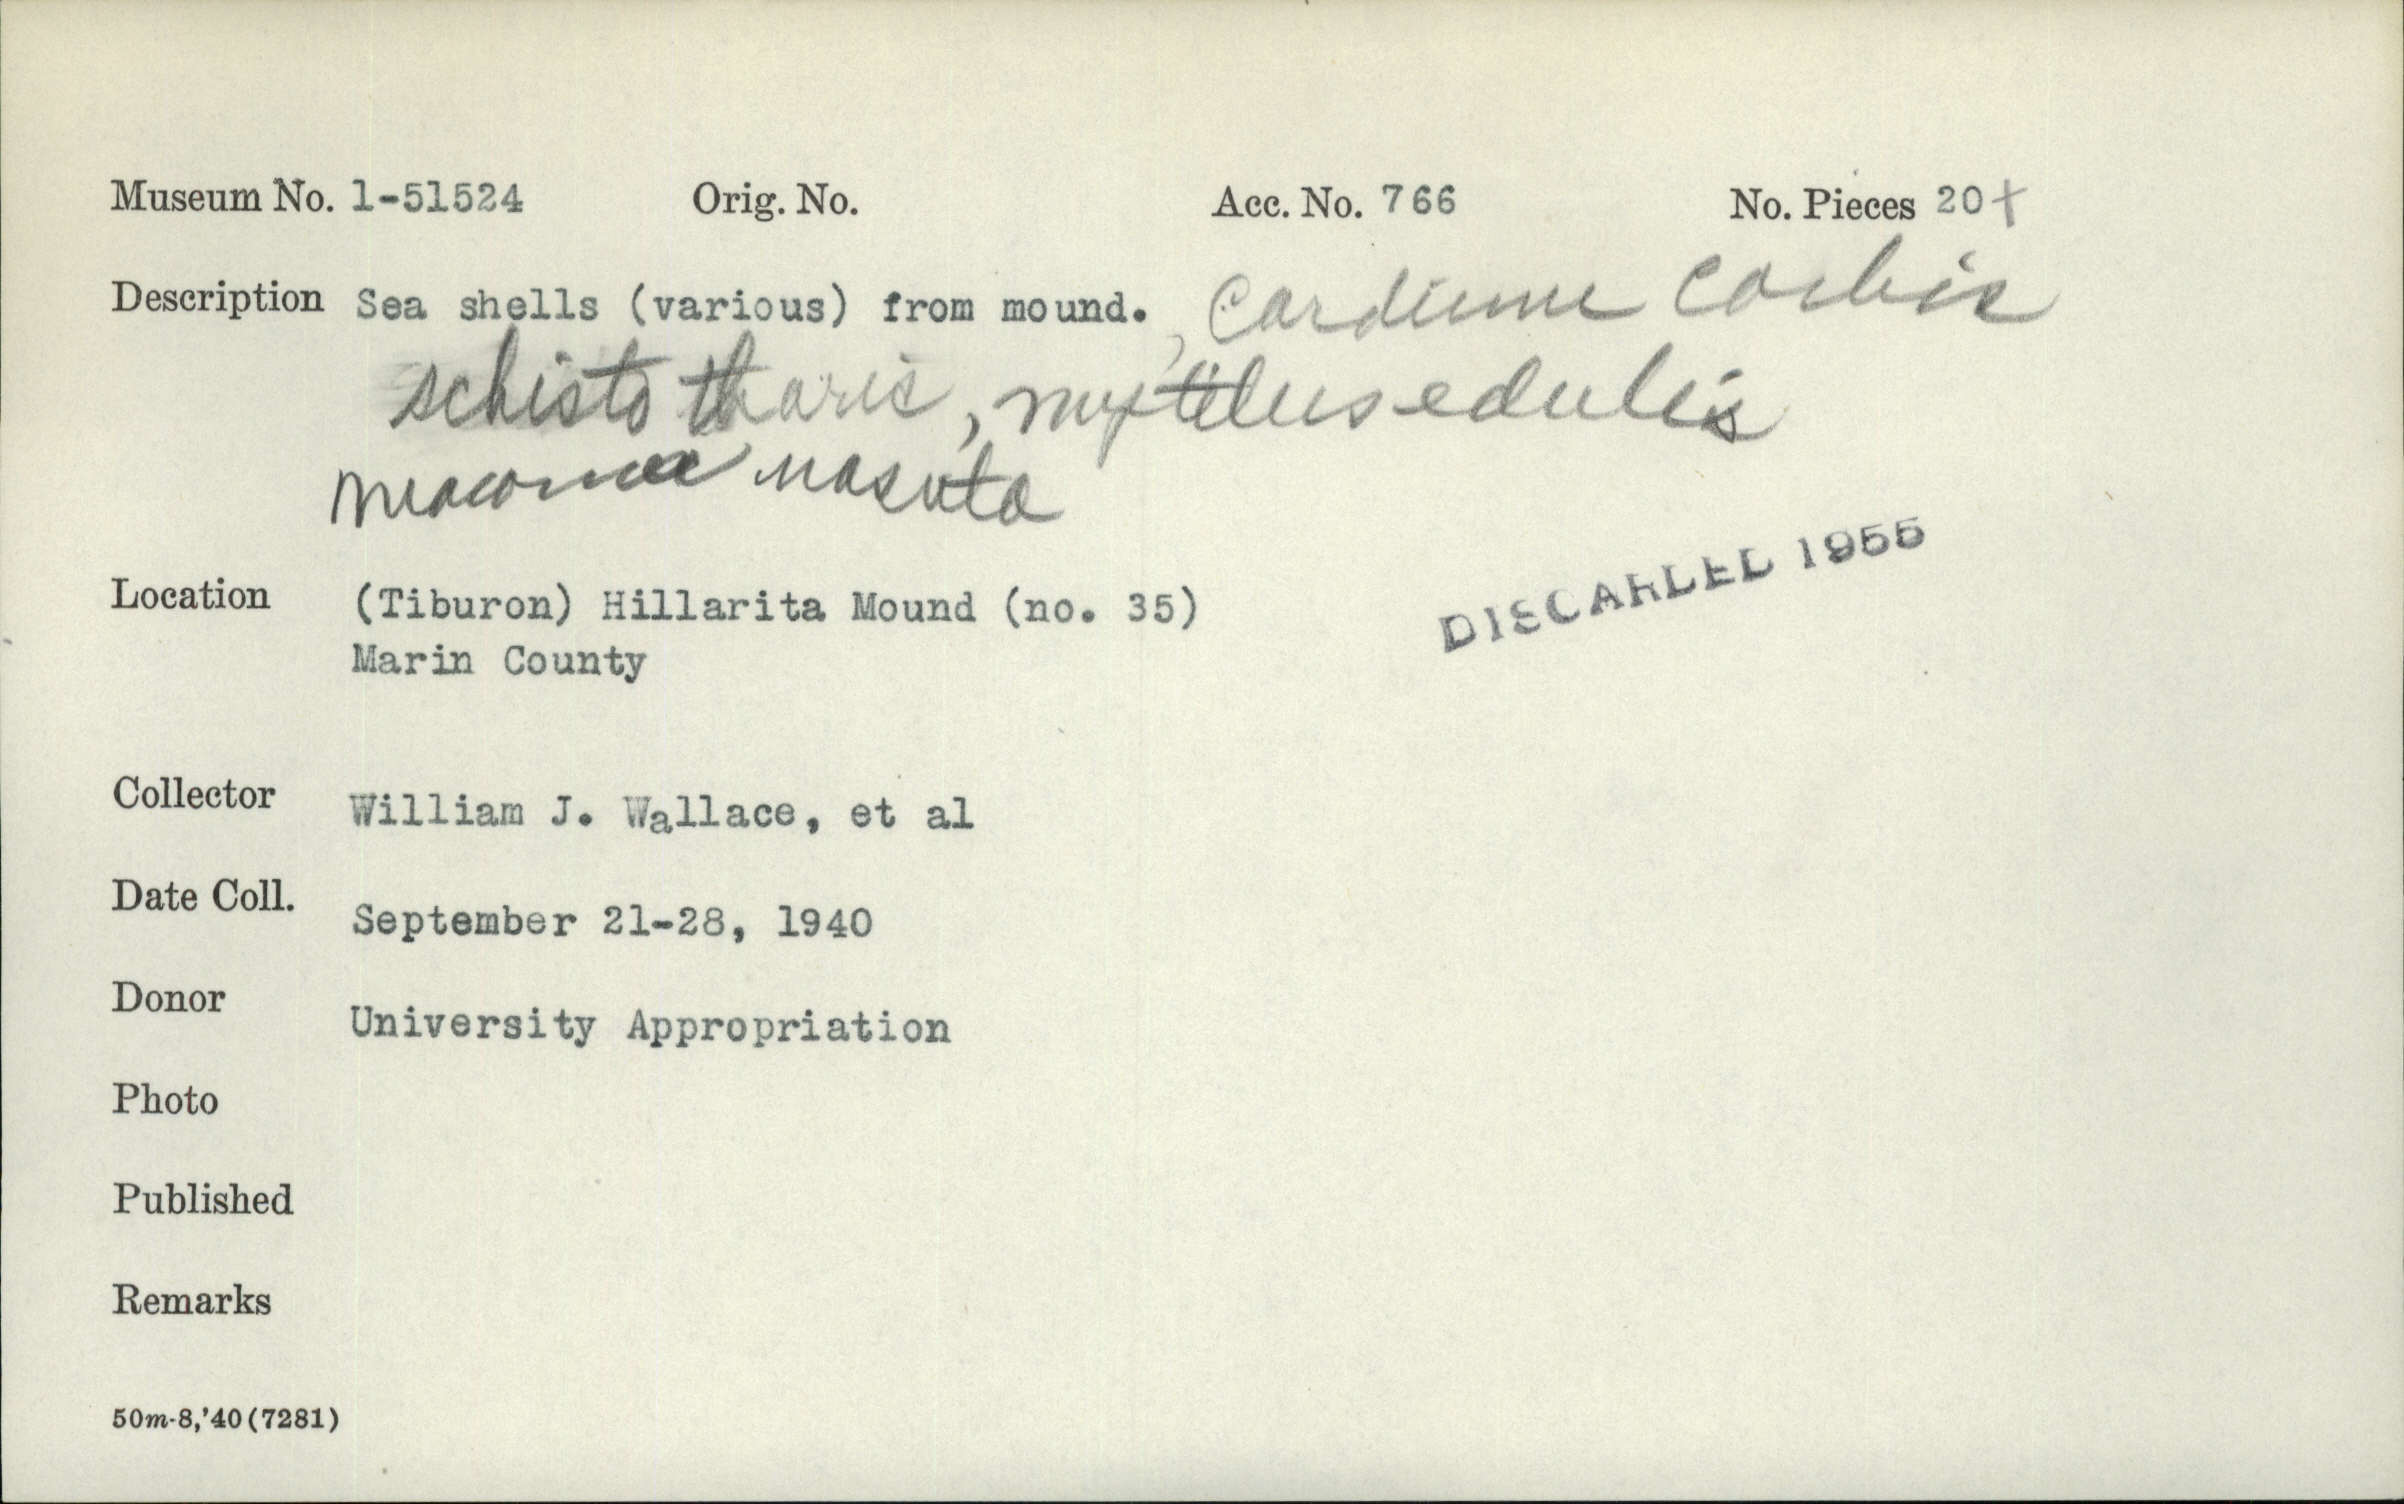 Museum No. 1-51524 Orig. No. Acc. No. 766 No. Pieces 20+
Description Sea shells (various) from mound. , Cardium corbis
schisto tharis, mytilus edulis
macoma nasuta
DISCARDED 1955
Location (Tiburon) Hillarita Mound (no. 35)
Marin County
Collector William J. Wallace, et al
Date Coll. September 21-28, 1940
Donor University Appropriation
Photo
Published
Remarks
50m-8,'40(7281)